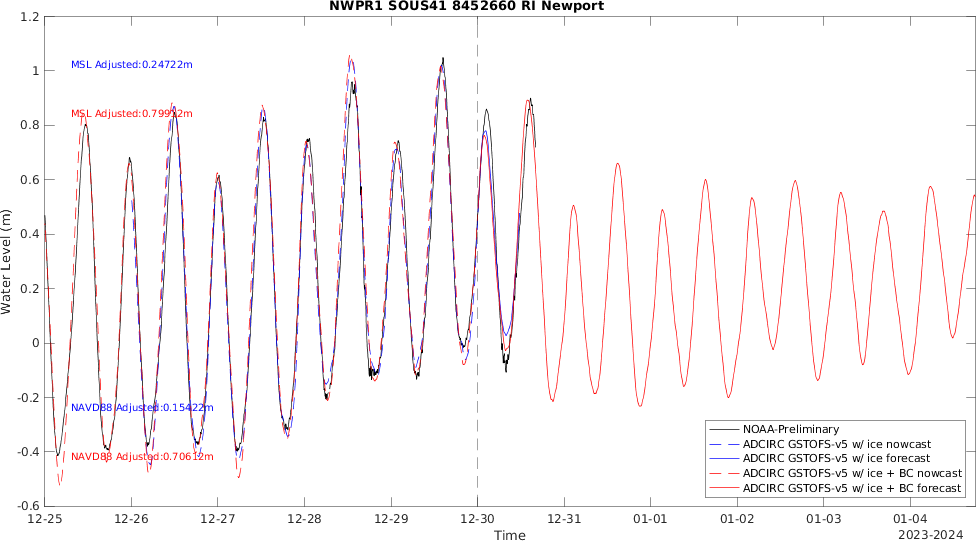 NWPR1 SOUS41 8452660 RI Newport
1.2
1
0.8
0.6
0.4
0.2
0
-0.2
-0.4
-0.6
Water Level (m)
MSL Adjusted:0.24722m
MSL Adjusted:0.79912m
NAVD88 Adjusted:0.15422m
NAVD88 Adjusted:0.70612m
NOAA-Preliminary
ADCIRC GSTOFS-v5 w/ ice nowcast
ADCIRC GSTOFS-v5 w/ ice forecast
ADCIRC GSTOFS-v5 w/ ice + BC nowcast
ADCIRC GSTOFS-v5 w/ ice + BC forecast
12-25 12-26 12-27 12-28 12-29 12-30 12-31 01-01 01-02 01-03 01-04
Time
2023-2024